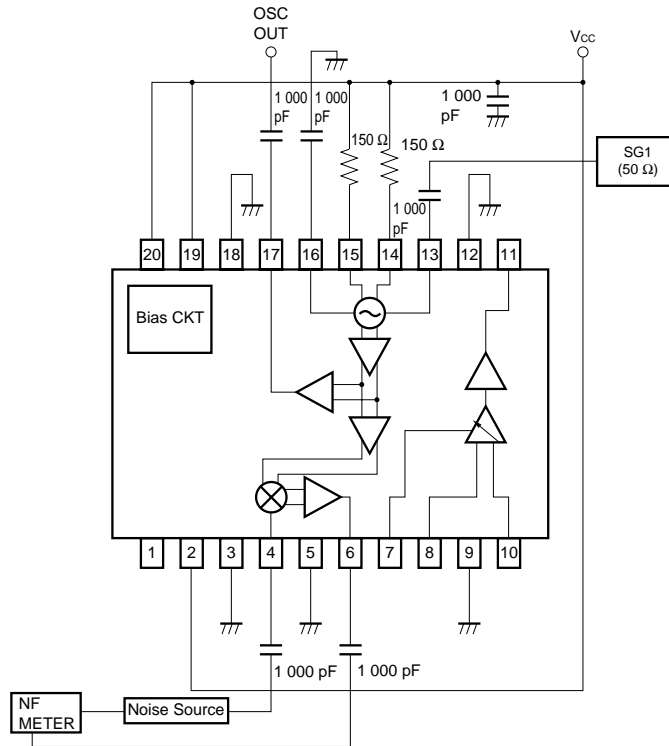 OSC
OUT
VCC
1 000
pF
1 000
pF
1 000
pF
150 Ω
150 Ω
1 000
pF
SG1
(50 Ω)
20
19
18
17
16
15
14
13
12
11
Bias CKT
1
2
3
4
5
6
7
8
9
10
1 000 pF
1 000 pF
NF
METER
Noise Source